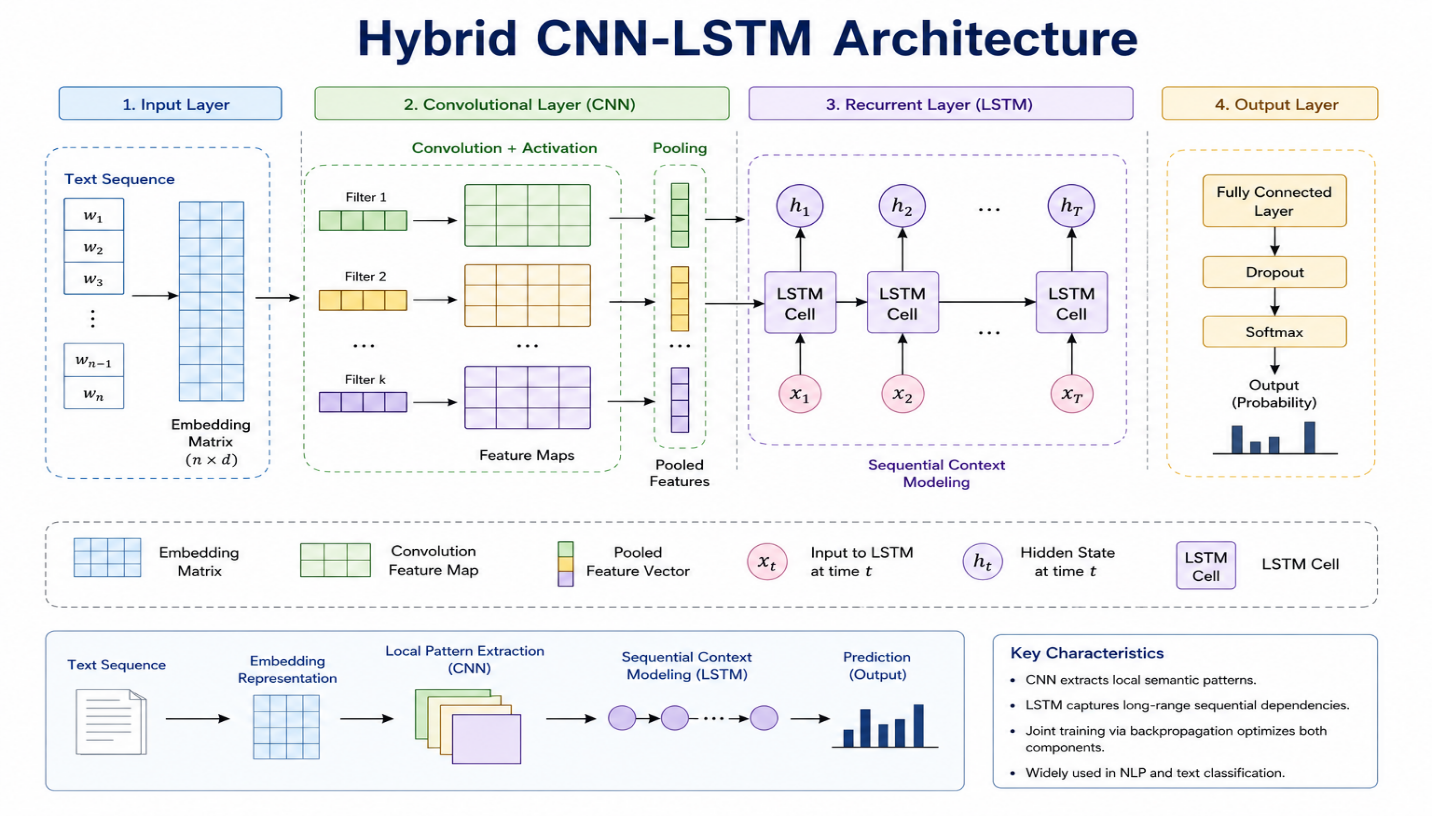 Hybrid CNN-LSTM Architecture
1. Input Layer
2. Convolutional Layer (CNN)
3. Recurrent Layer (LSTM)
4. Output Layer
Text Sequence
w₁
w₂
w₃
⋮
wₙ₋₁
wₙ
Embedding
Matrix
(n × d)
Convolution + Activation
Pooling
Filter 1
Filter 2
... ... ...
Filter k
Feature Maps
Pooled
Features
h₁ h₂ ... h_T
LSTM
Cell
LSTM
Cell
...
LSTM
Cell
x₁ x₂ x_T
Sequential Context
Modeling
Fully Connected
Layer
Dropout
Softmax
Output
(Probability)
Embedding
Matrix
Convolution
Feature Map
Pooled
Feature Vector
xₜ
Input to LSTM
at time t
hₜ
Hidden State
at time t
LSTM
Cell
LSTM Cell
Text Sequence
Embedding
Representation
Local Pattern Extraction
(CNN)
Sequential Context
Modeling (LSTM)
...
Prediction
(Output)
Key Characteristics
• CNN extracts local semantic patterns.
• LSTM captures long-range sequential dependencies.
• Joint training via backpropagation optimizes both
components.
• Widely used in NLP and text classification.